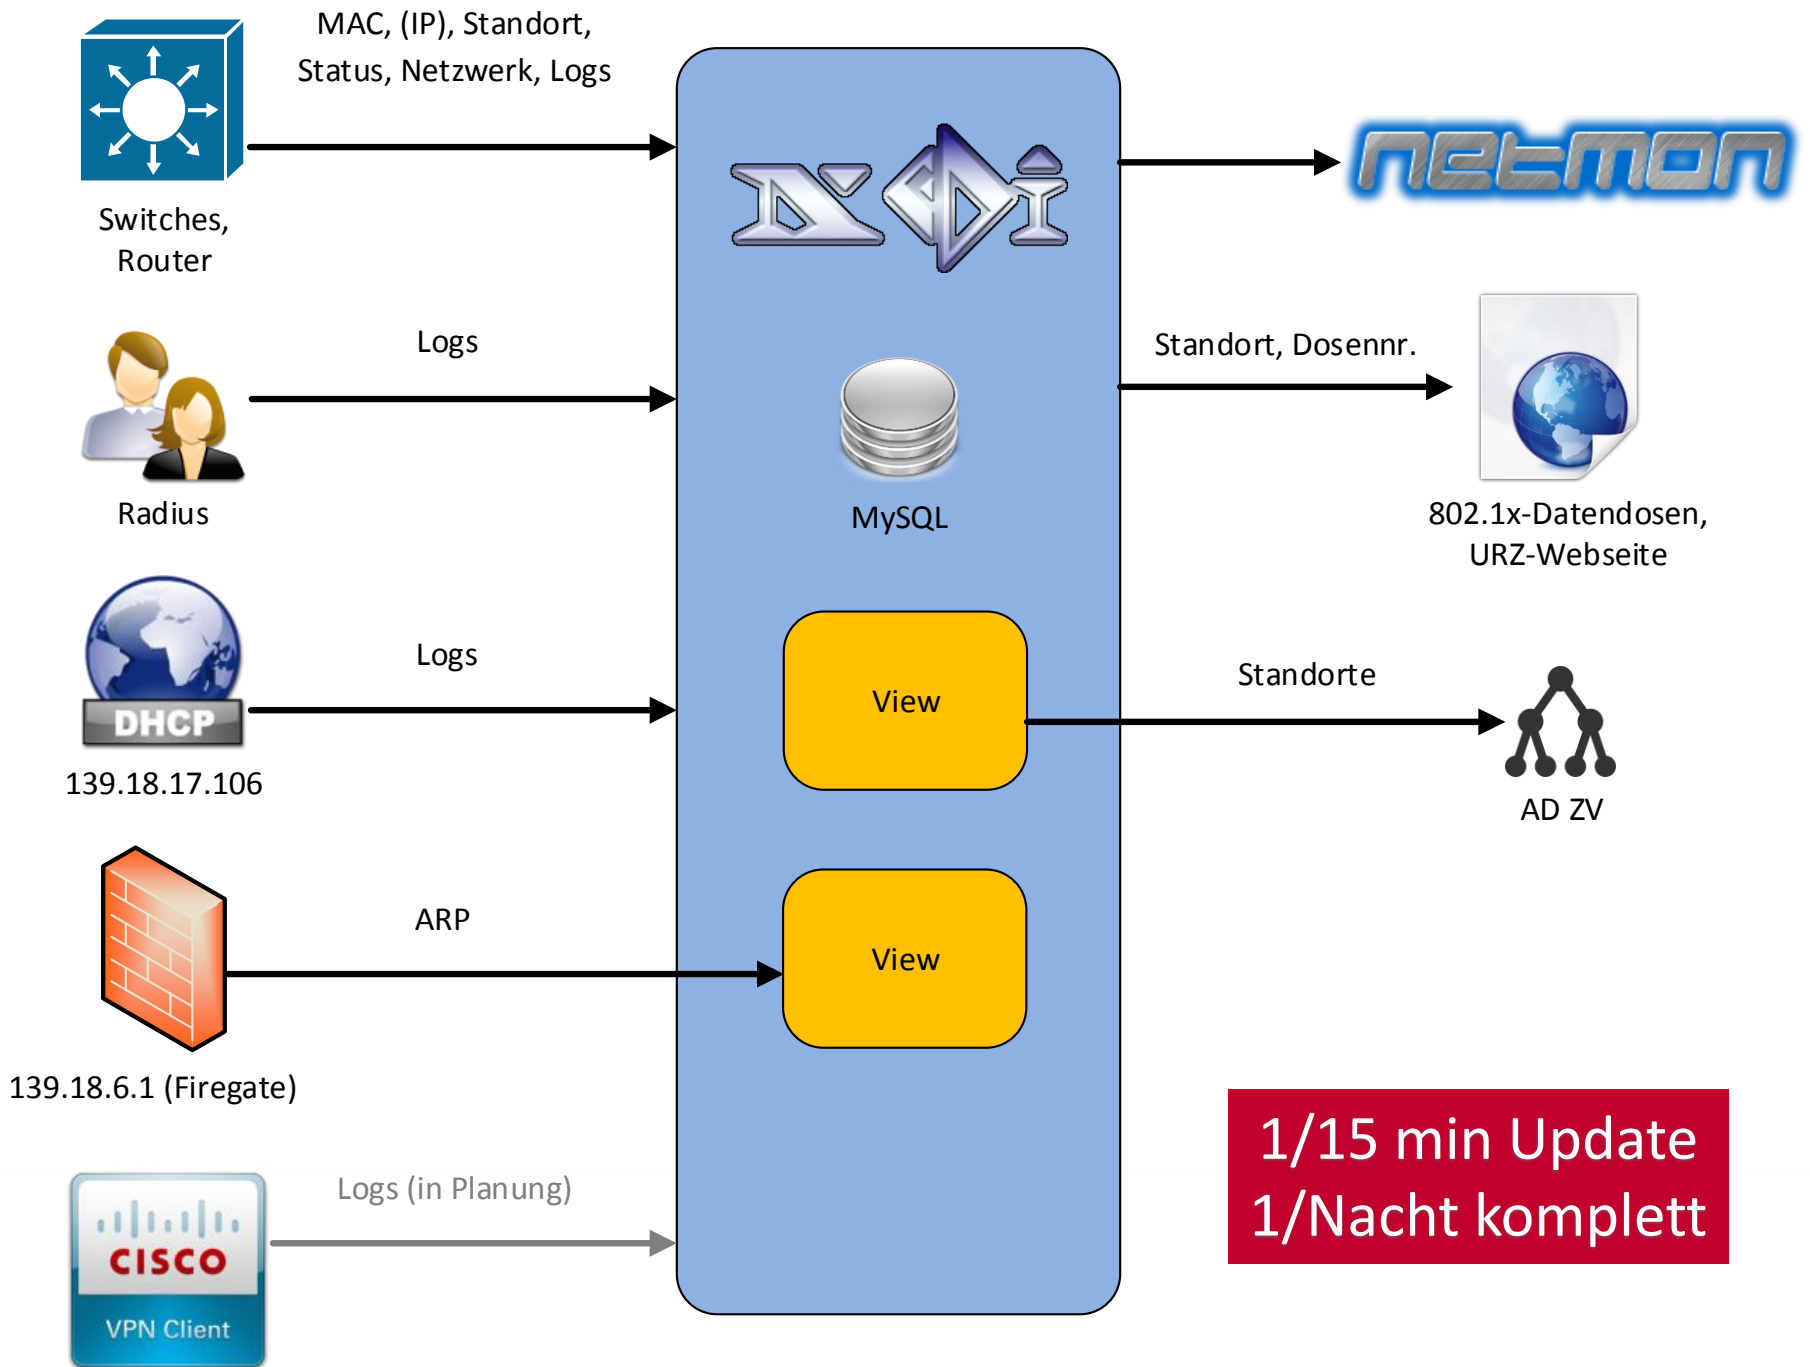 MAC, (IP), Standort,
Status, Netzwerk, Logs
Switches,
Router
NeDi
netmon
Logs
Radius
MySQL
Standort, Dosennr.
802.1x-Datendosen,
URZ-Webseite
Logs
DHCP
139.18.17.106
View
Standorte
AD ZV
ARP
139.18.6.1 (Firegate)
View
Logs (in Planung)
CISCO
VPN Client
1/15 min Update
1/Nacht komplett